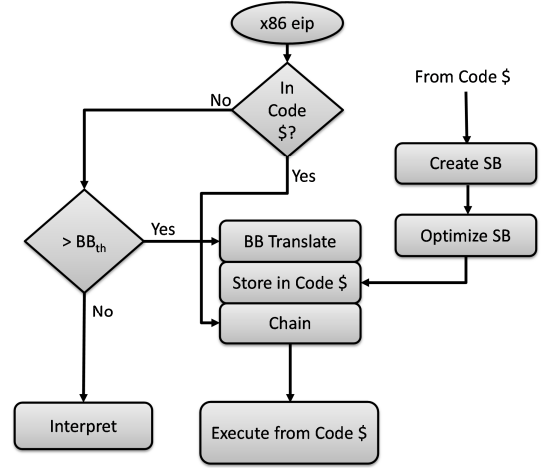 x86 eip
In
Code
$?
No
Yes
From Code $
Create SB
Optimize SB
> BBth
Yes
No
BB Translate
Store in Code $
Chain
Interpret
Execute from Code $